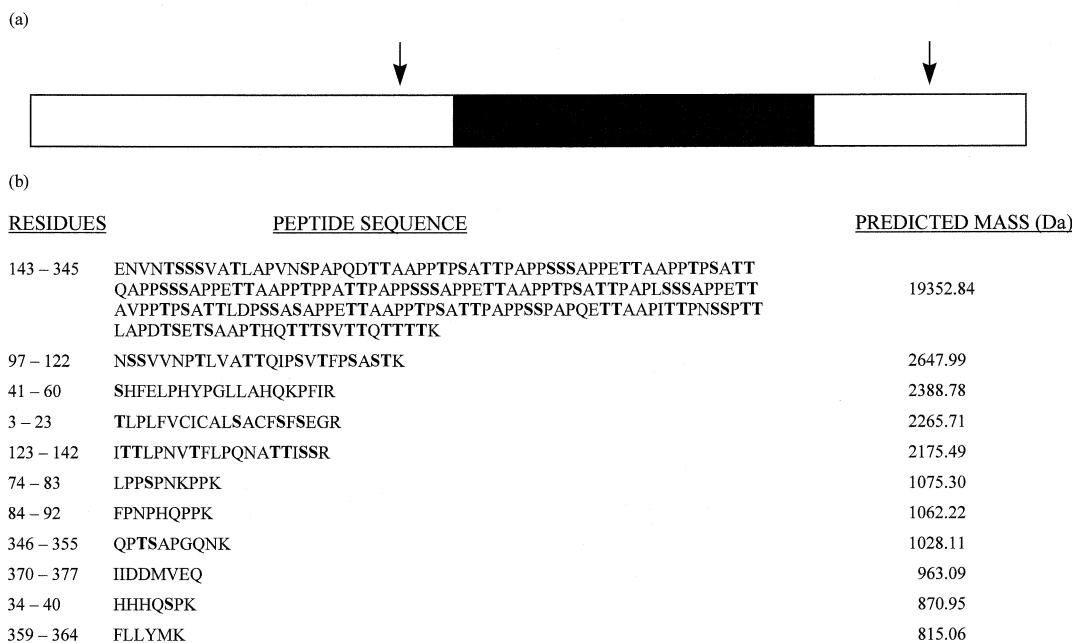 (a)
(b)
RESIDUES PEPTIDE SEQUENCE PREDICTED MASS (Da)
143 – 345 ENVNTSSSVATLAPVNSPAPQDTTAAPPTPSATTPAPPSSSAPPETTAAPPTPSATT
QAPPSSSAPPETTAAPPTPPATTPAPPSSSAPPETTAAPPTPSATTPAPLSSSAPPETT
AVPPTPSATTLDPSSASAPPETTAAPPTPSATTPAPPSSPAPQETTAAPITTPNSSPTT
LAPDTSETSAAPTHQTTTSVTTQTTTTK 19352.84
97 – 122 NSSVVNPTLVATTQIPSVTFPSASTK 2647.99
41 – 60 SHFELPHYPGLLAHQKPFIR 2388.78
3 – 23 TLPLFVCICALSACFSFSEGR 2265.71
123 – 142 ITTLPNVTFLPQNATTISSR 2175.49
74 – 83 LPPSPNKPPK 1075.30
84 – 92 FPNPHQPPK 1062.22
346 – 355 QPTSAPGQNK 1028.11
370 – 377 IIDDMVEQ 963.09
34 – 40 HHHQSPK 870.95
359 – 364 FLLYMK 815.06